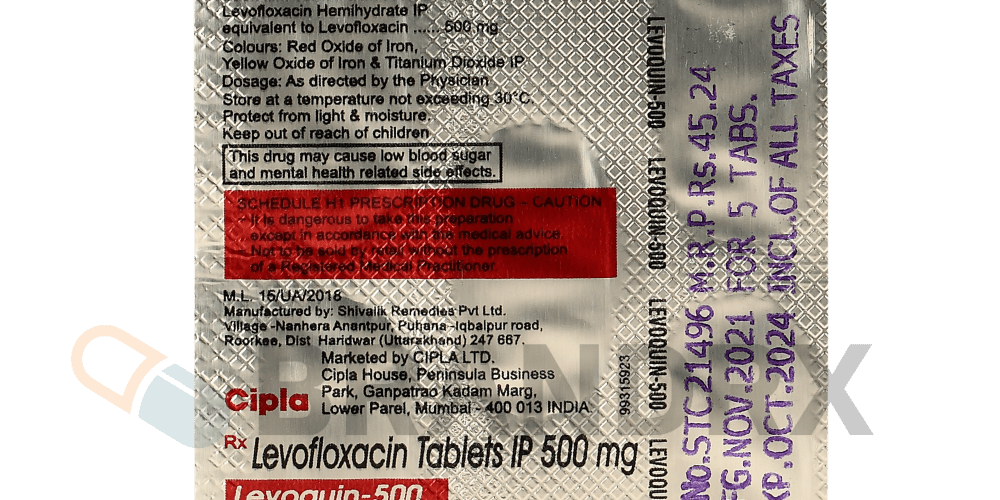 Levofloxacin Hemihydrate IP
equivalent to Levofloxacin ...... 500 mg
Colours: Red Oxide of Iron,
Yellow Oxide of Iron & Titanium Dioxide IP
Dosage: As directed by the Physician
Store at a temperature not exceeding 30°C.
Protect from light & moisture.
Keep out of reach of children
This drug may cause low blood sugar
and mental health related side effects.
SCHEDULE H1 PRESCRIPTION DRUG - CAUTION
- It is dangerous to take this preparation
except in accordance with the medical advice.
- Not to be sold by retail without the prescription
of a Registered Medical Practitioner.
M.L. 15/UA/2018
Manufactured by: Shivalik Remedies Pvt Ltd.
Village -Nanhera Anantpur, Puhana -Iqbalpur road,
Roorkee, Dist Haridwar (Uttarakhand) 247 667.
Marketed by CIPLA LTD.
Cipla House, Peninsula Business
Park, Ganpatrao Kadam Marg,
Lower Parel, Mumbai - 400 013 INDIA.
Cipla
99315923
Rx Levofloxacin Tablets IP 500 mg
Levoquin-500
LEVOQUIN-500 LEVOQUIN-500 LEVOQUIN-500 LEVOQU
NO.STC21496 M.R.P.Rs.45.24
FG.NOV.2021 FOR 5 TABS.
XP.OCT.2024 INCL.OF ALL TAXES